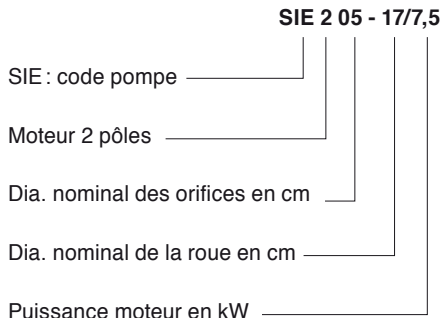 SIE 2 05 - 17/7,5
SIE : code pompe
Moteur 2 pôles
Dia. nominal des orifices en cm
Dia. nominal de la roue en cm
Puissance moteur en kW